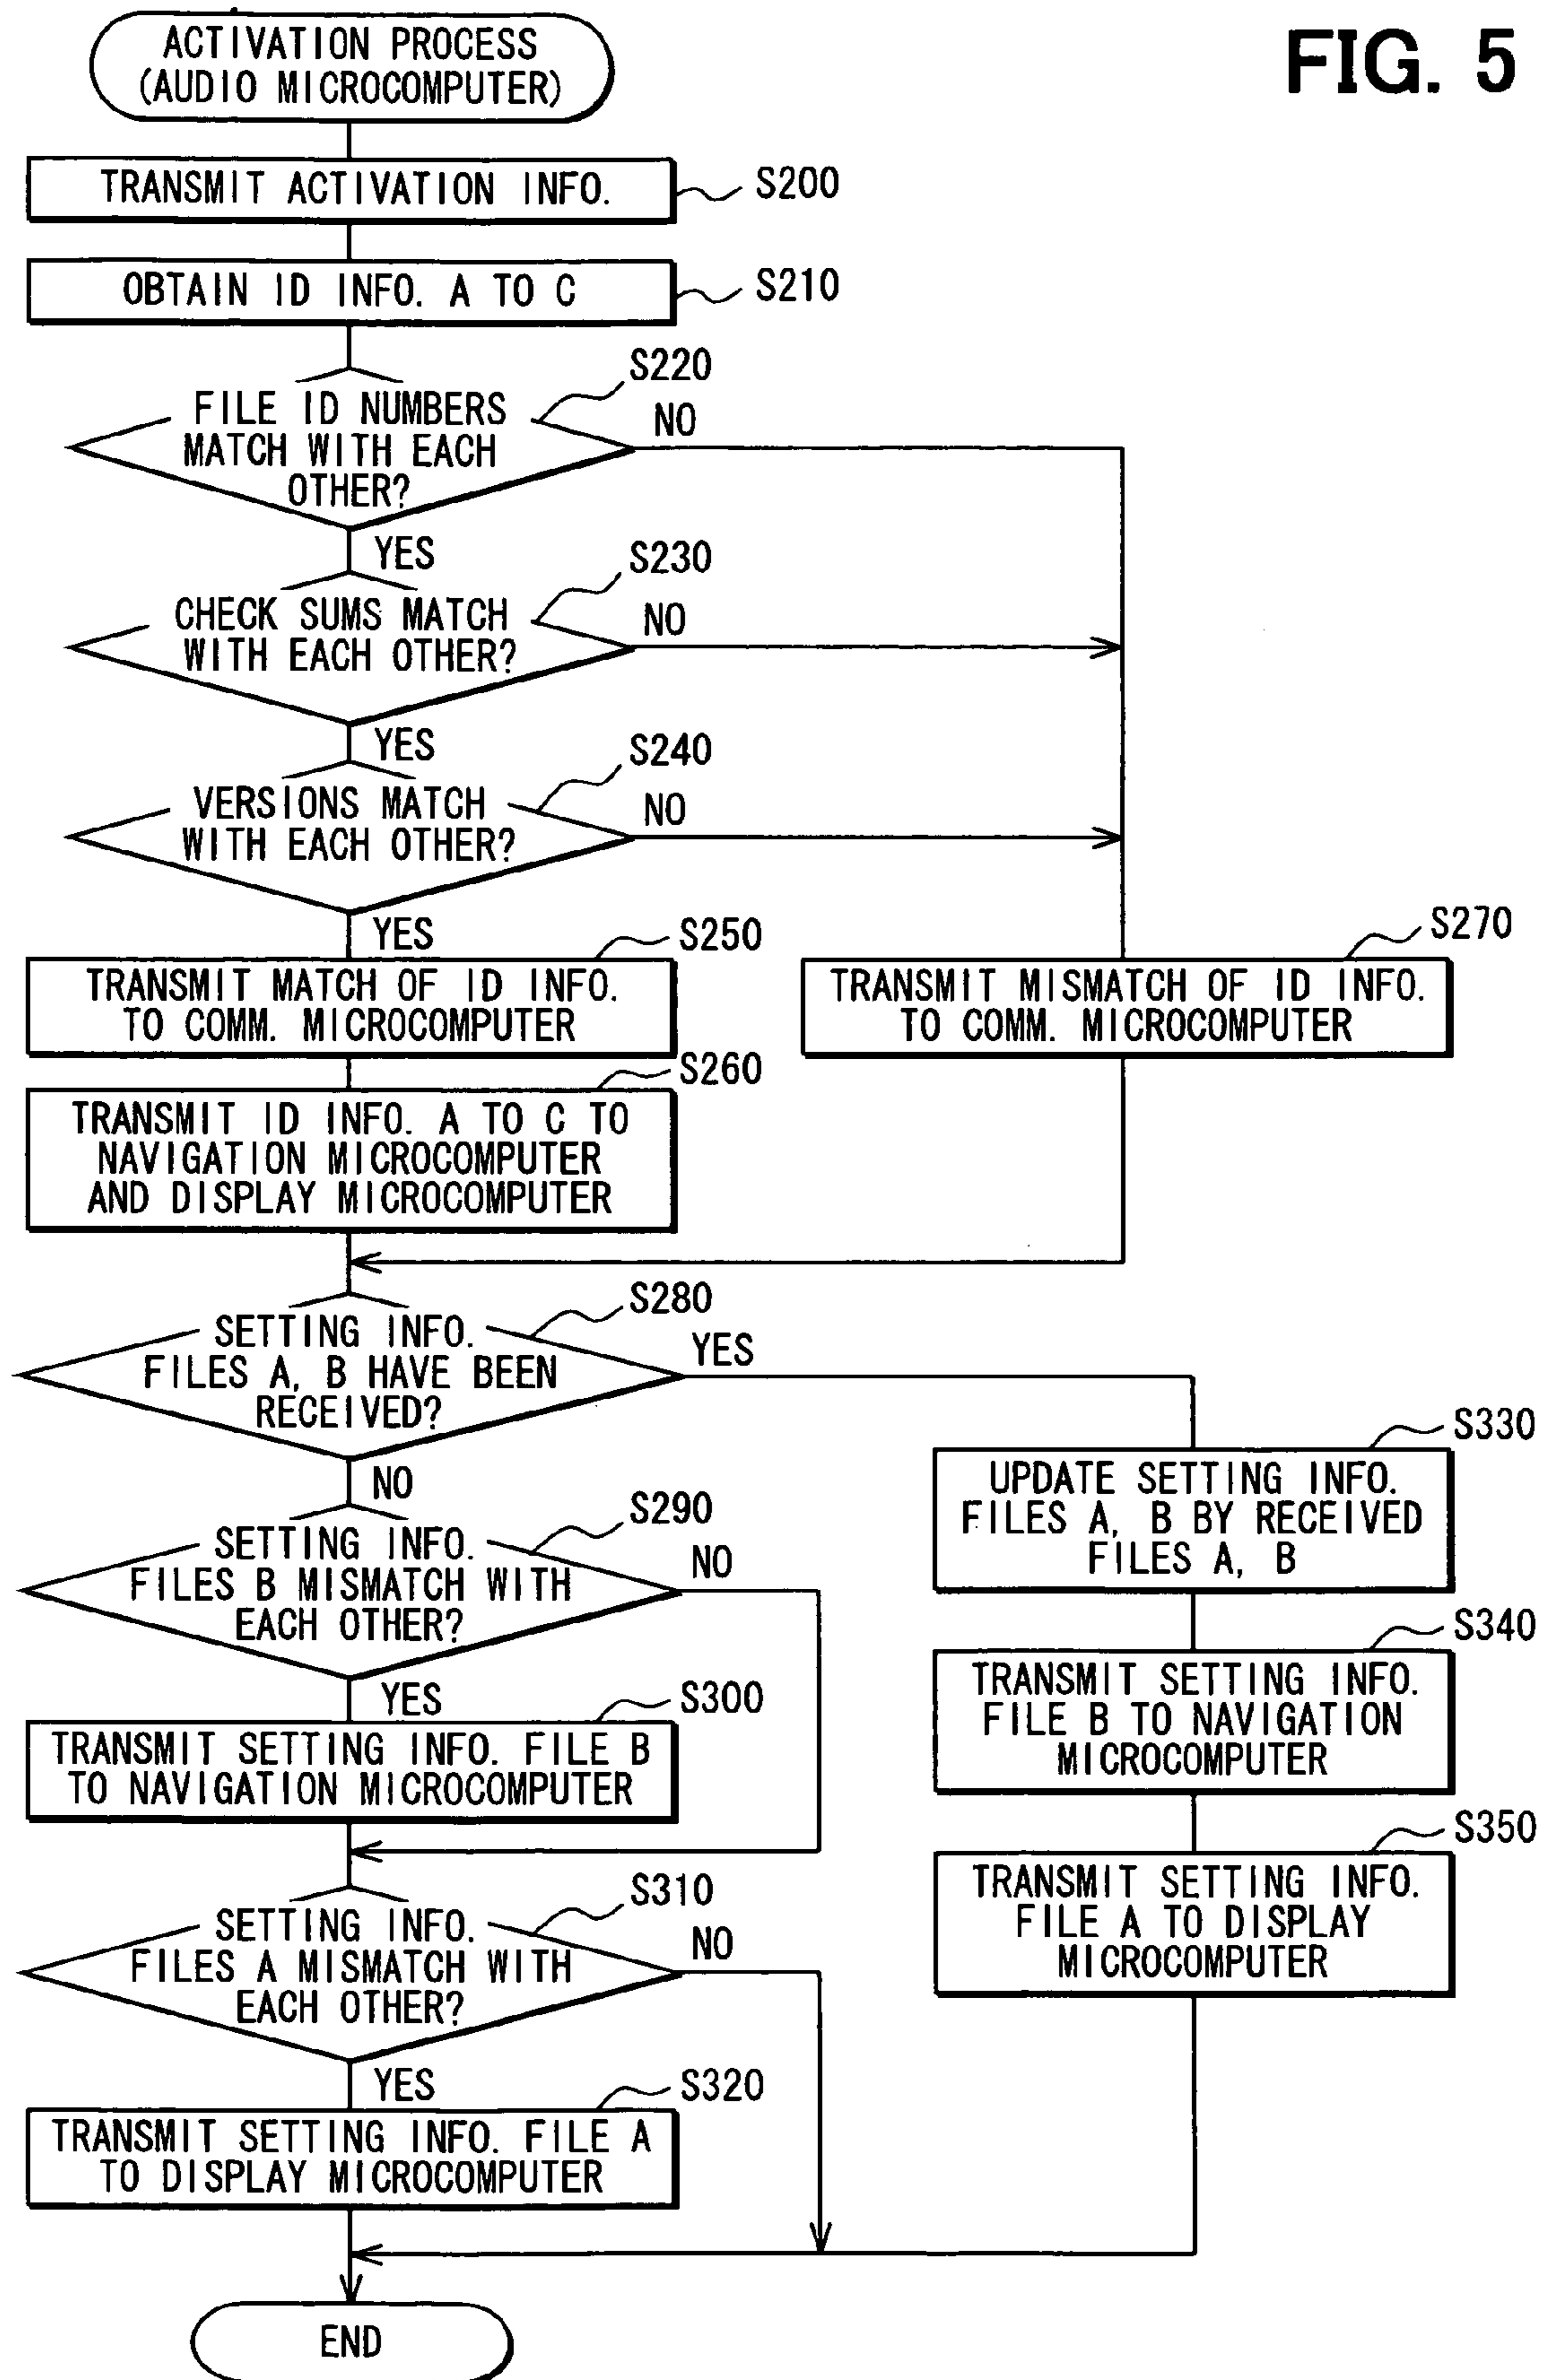 FIG. 5
ACTIVATION PROCESS
(AUDIO MICROCOMPUTER)
TRANSMIT ACTIVATION INFO.
S200
OBTAIN ID INFO. A TO C
S210
S220
FILE ID NUMBERS
MATCH WITH EACH
OTHER?
NO
YES
S230
CHECK SUMS MATCH
WITH EACH OTHER?
NO
YES
S240
VERSIONS MATCH
WITH EACH OTHER?
NO
YES
S250
TRANSMIT MATCH OF ID INFO.
TO COMM. MICROCOMPUTER
S270
TRANSMIT MISMATCH OF ID INFO.
TO COMM. MICROCOMPUTER
S260
TRANSMIT ID INFO. A TO C TO
NAVIGATION MICROCOMPUTER
AND DISPLAY MICROCOMPUTER
S280
SETTING INFO.
FILES A, B HAVE BEEN
RECEIVED?
YES
NO
S290
SETTING INFO.
FILES B MISMATCH WITH
EACH OTHER?
NO
YES
S300
TRANSMIT SETTING INFO. FILE B
TO NAVIGATION MICROCOMPUTER
S310
SETTING INFO.
FILES A MISMATCH WITH
EACH OTHER?
NO
YES
S320
TRANSMIT SETTING INFO. FILE A
TO DISPLAY MICROCOMPUTER
S330
UPDATE SETTING INFO.
FILES A, B BY RECEIVED
FILES A, B
S340
TRANSMIT SETTING INFO.
FILE B TO NAVIGATION
MICROCOMPUTER
S350
TRANSMIT SETTING INFO.
FILE A TO DISPLAY
MICROCOMPUTER
END